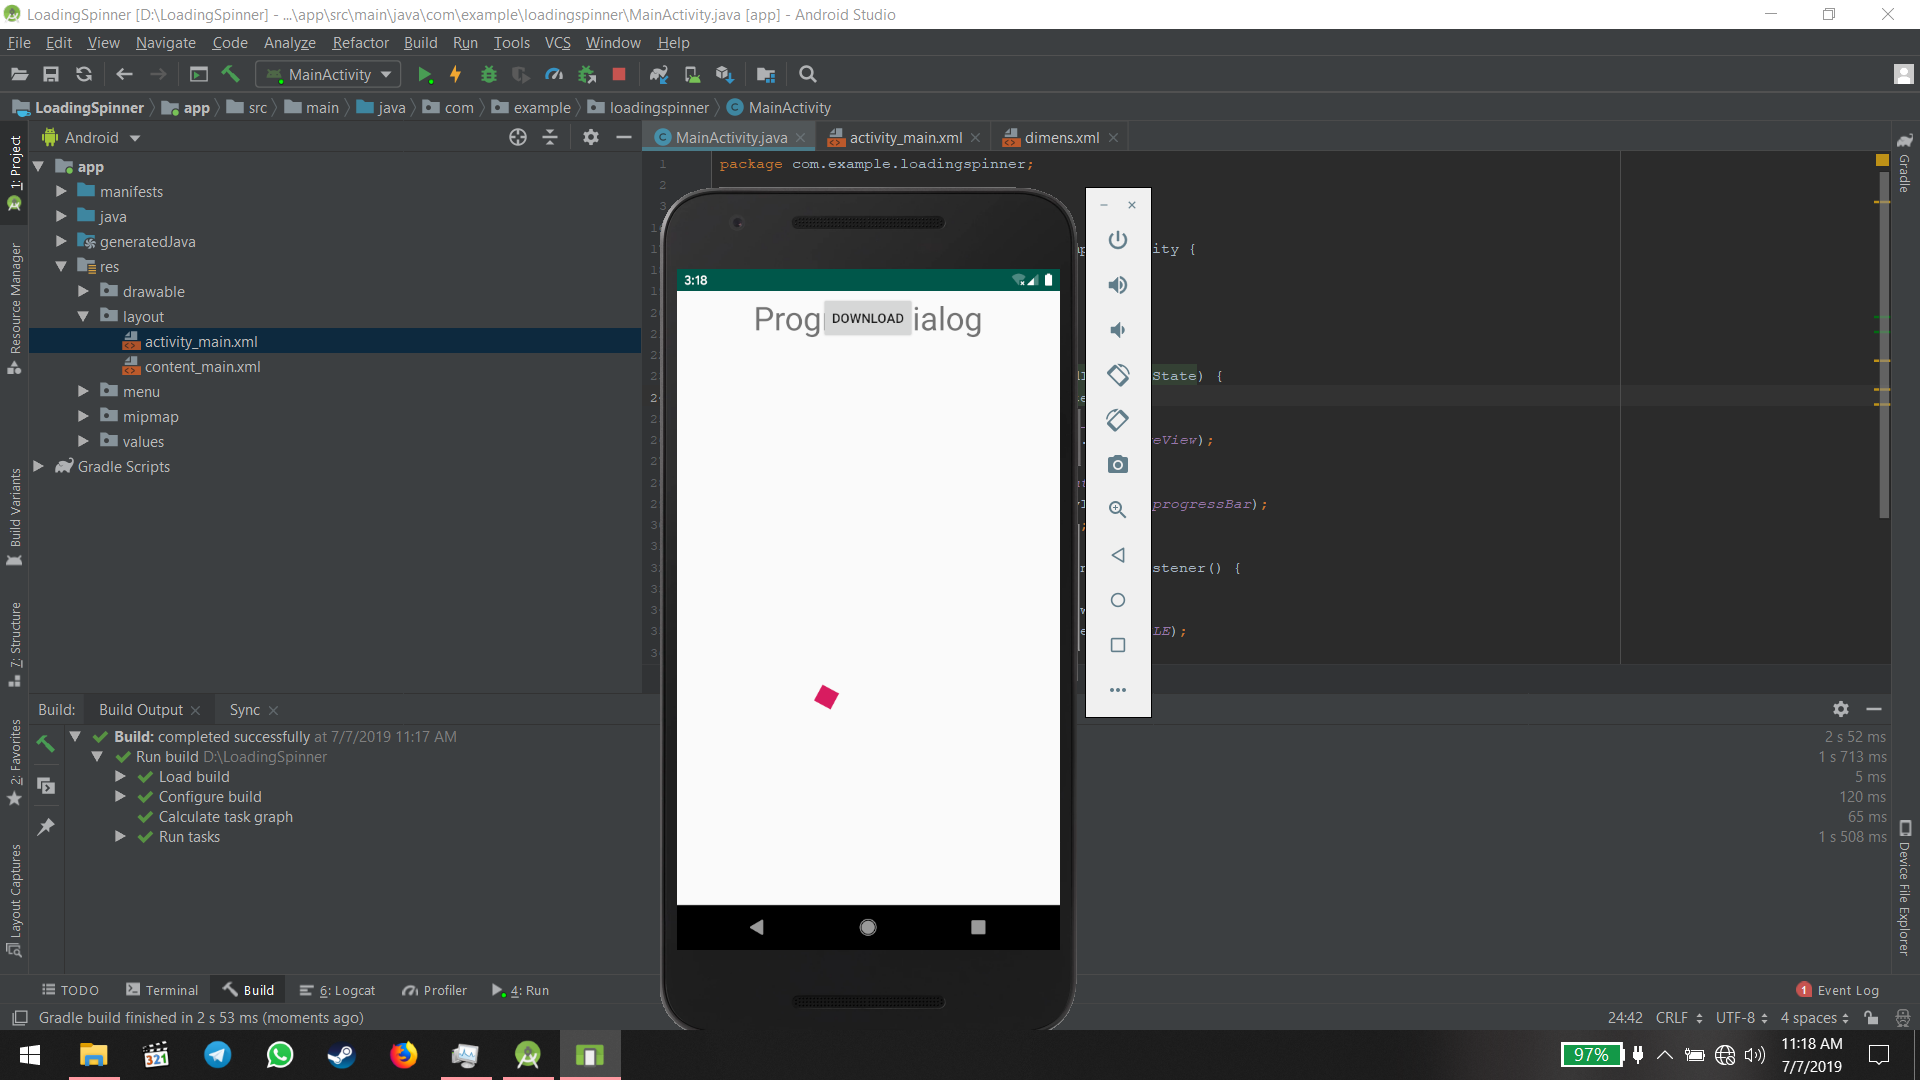 LoadingSpinner [D:\LoadingSpinner] - ...\app\src\main\java\com\example\loadingspinner\MainActivity.java [app] - Android Studio
File Edit View Navigate Code Analyze Refactor Build Run Tools VCS Window Help
MainActivity
LoadingSpinner app src main java com example loadingspinner MainActivity
Android
MainActivity.java activity_main.xml dimens.xml
1: Project
Resource Manager
Build Variants
7: Structure
2: Favorites
Layout Captures
app
manifests
java
generatedJava
res
drawable
layout
activity_main.xml
content_main.xml
menu
mipmap
values
Gradle Scripts
1 package com.example.loadingspinner;
2
3
ity {
State) {
eView);
progressBar);
stener() {
LE);
3:18
Prog DOWNLOAD ialog
Gradle
Device File Explorer
Build: Build Output Sync
Build: completed successfully at 7/7/2019 11:17 AM 2 s 52 ms
Run build D:\LoadingSpinner 1 s 713 ms
Load build 5 ms
Configure build 120 ms
Calculate task graph 65 ms
Run tasks 1 s 508 ms
TODO Terminal Build 6: Logcat Profiler 4: Run 1 Event Log
Gradle build finished in 2 s 53 ms (moments ago) 24:42 CRLF UTF-8 4 spaces
321
97% 11:18 AM
7/7/2019